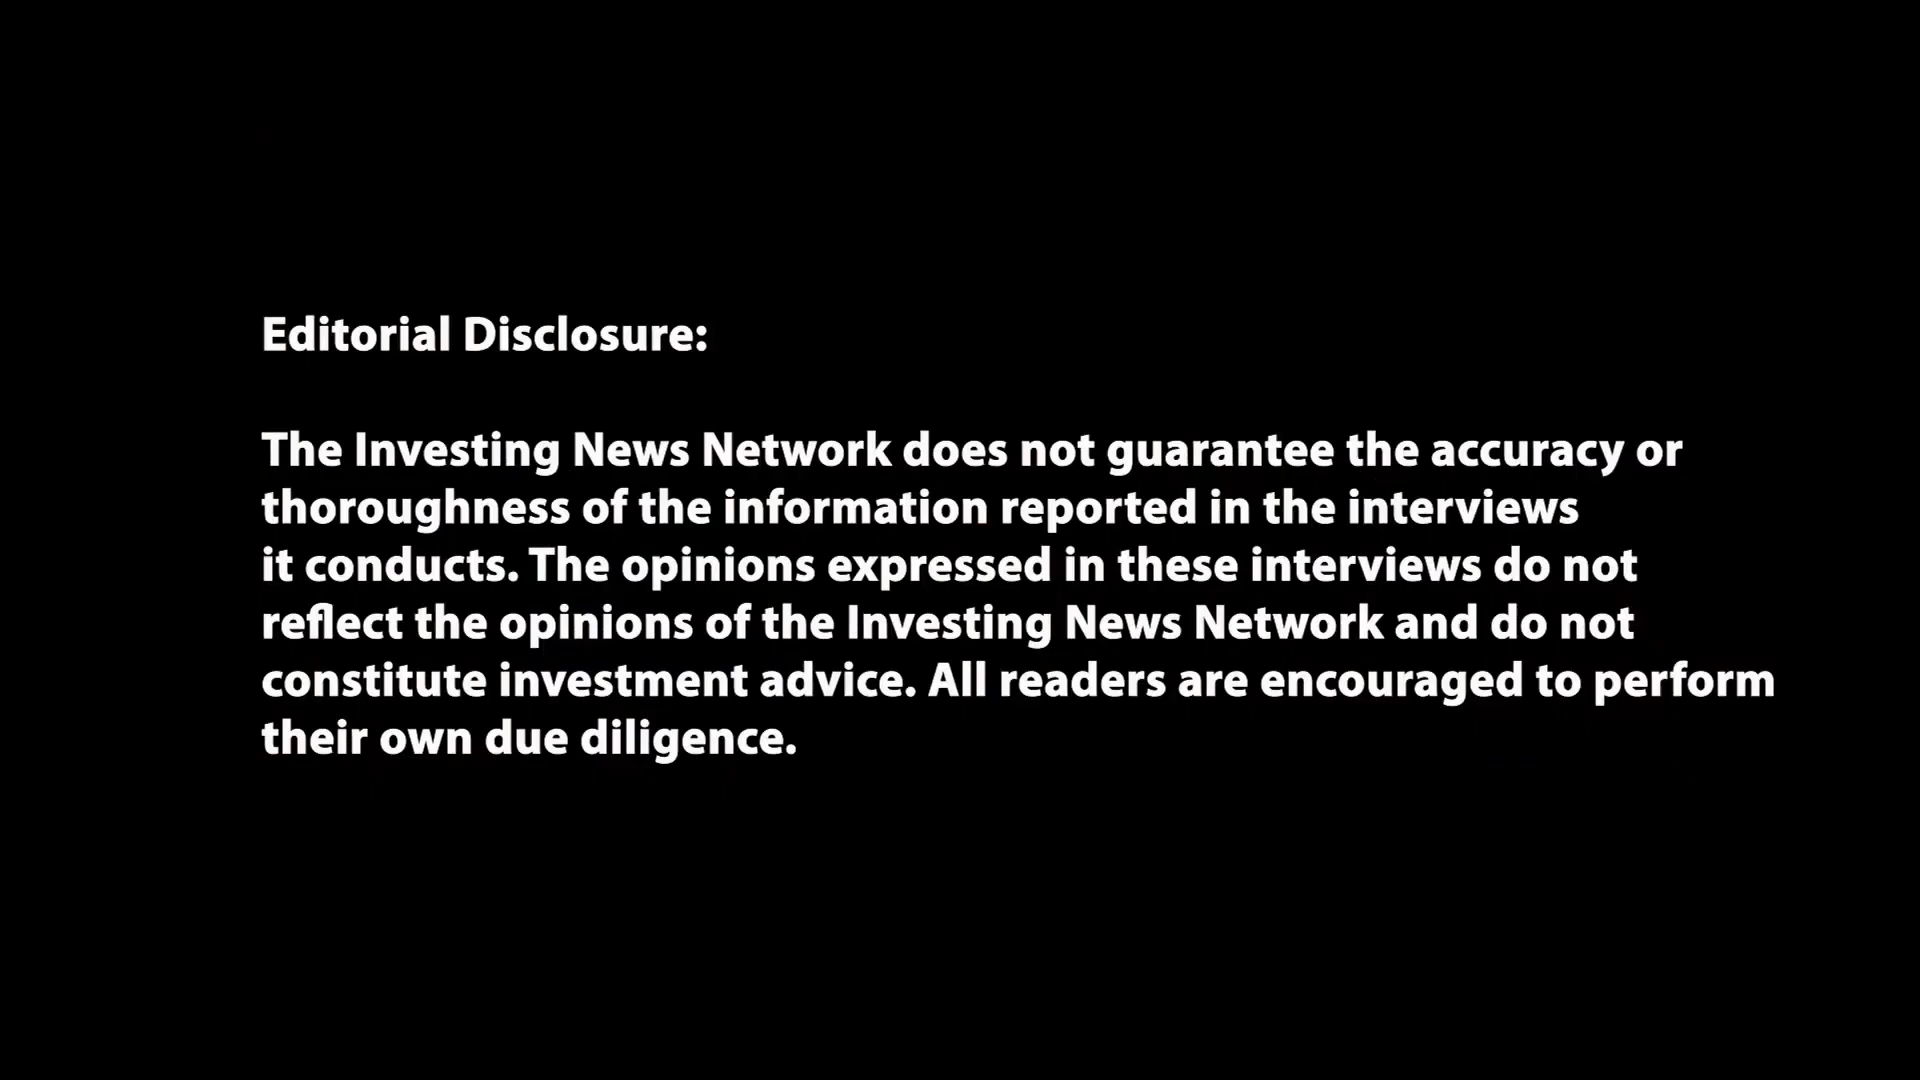 Editorial Disclosure:
The Investing News Network does not guarantee the accuracy or
thoroughness of the information reported in the interviews
it conducts. The opinions expressed in these interviews do not
reflect the opinions of the Investing News Network and do not
constitute investment advice. All readers are encouraged to perform
their own due diligence.